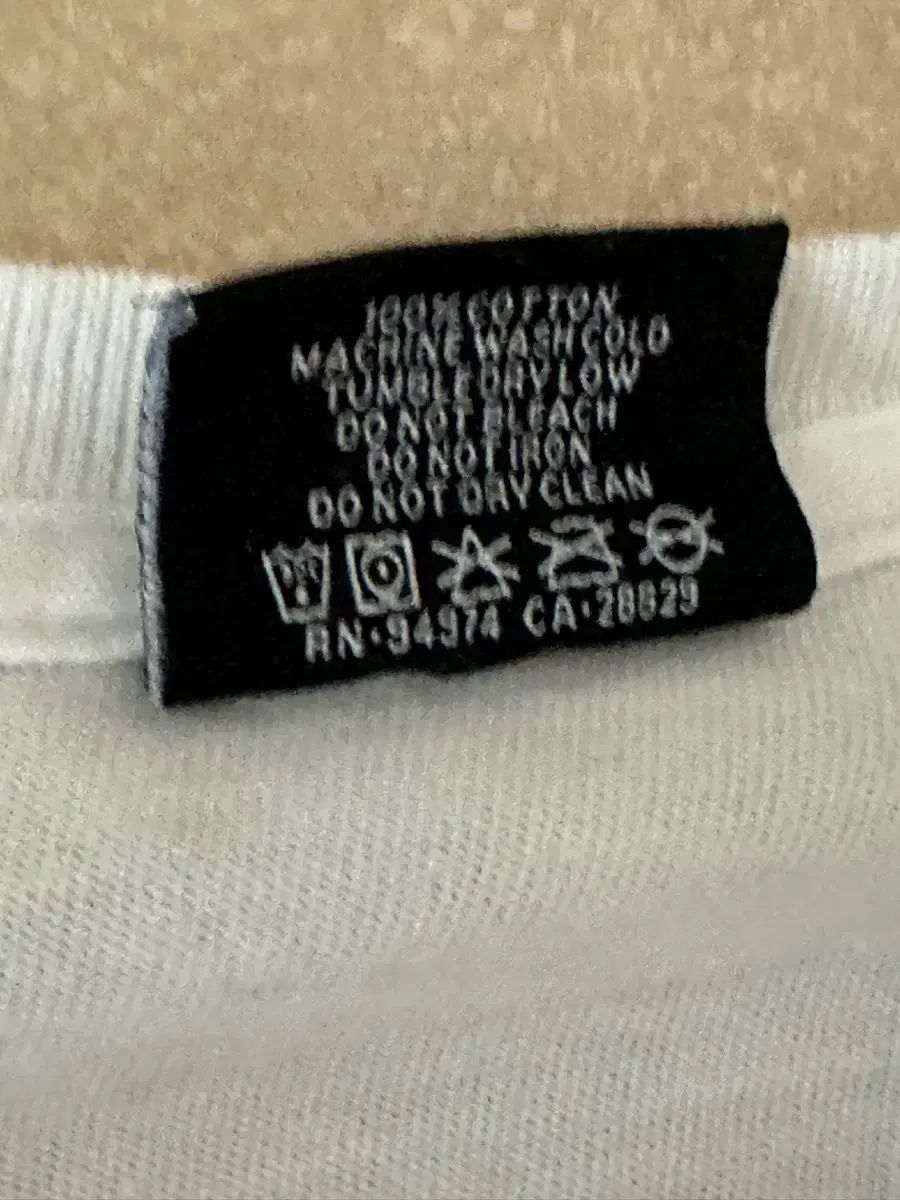 100% COTTON
MACHINE WASH COLD
TUMBLE DRY LOW
DO NOT BLEACH
DO NOT IRON
DO NOT DRY CLEAN
RN·94974 CA·28829